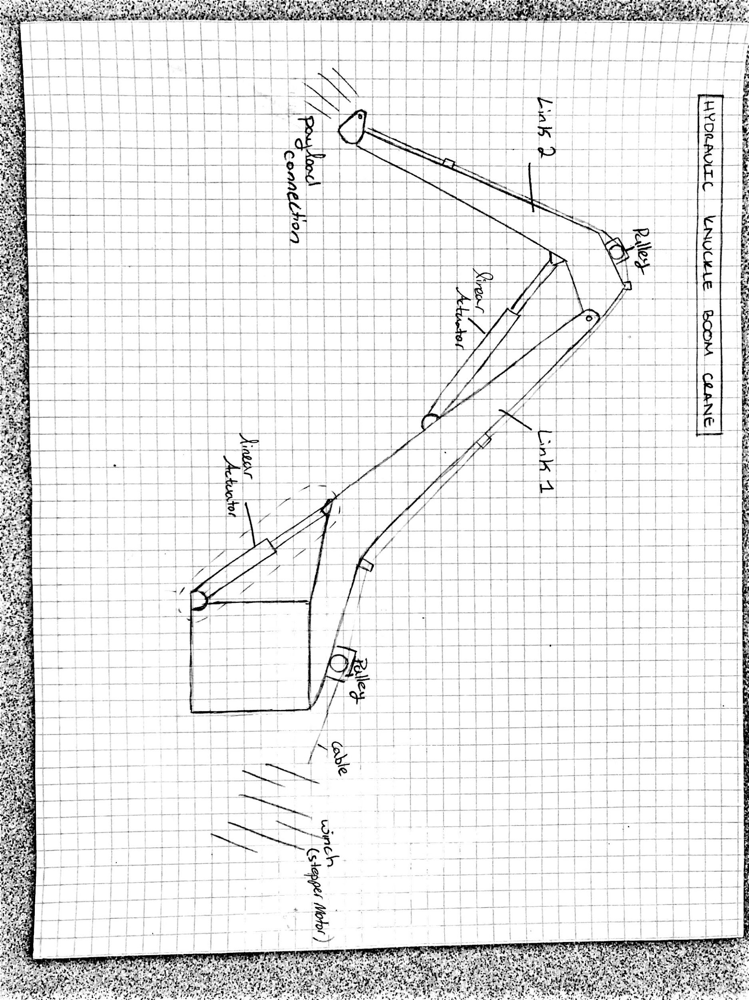 HYDRAULIC KNUCKLE BOOM CRANE
Pulley
Link 2
Link 1
linear
Actuator
payload
connection
linear
Actuator
Pulley
cable
winch
(stepper Motor)